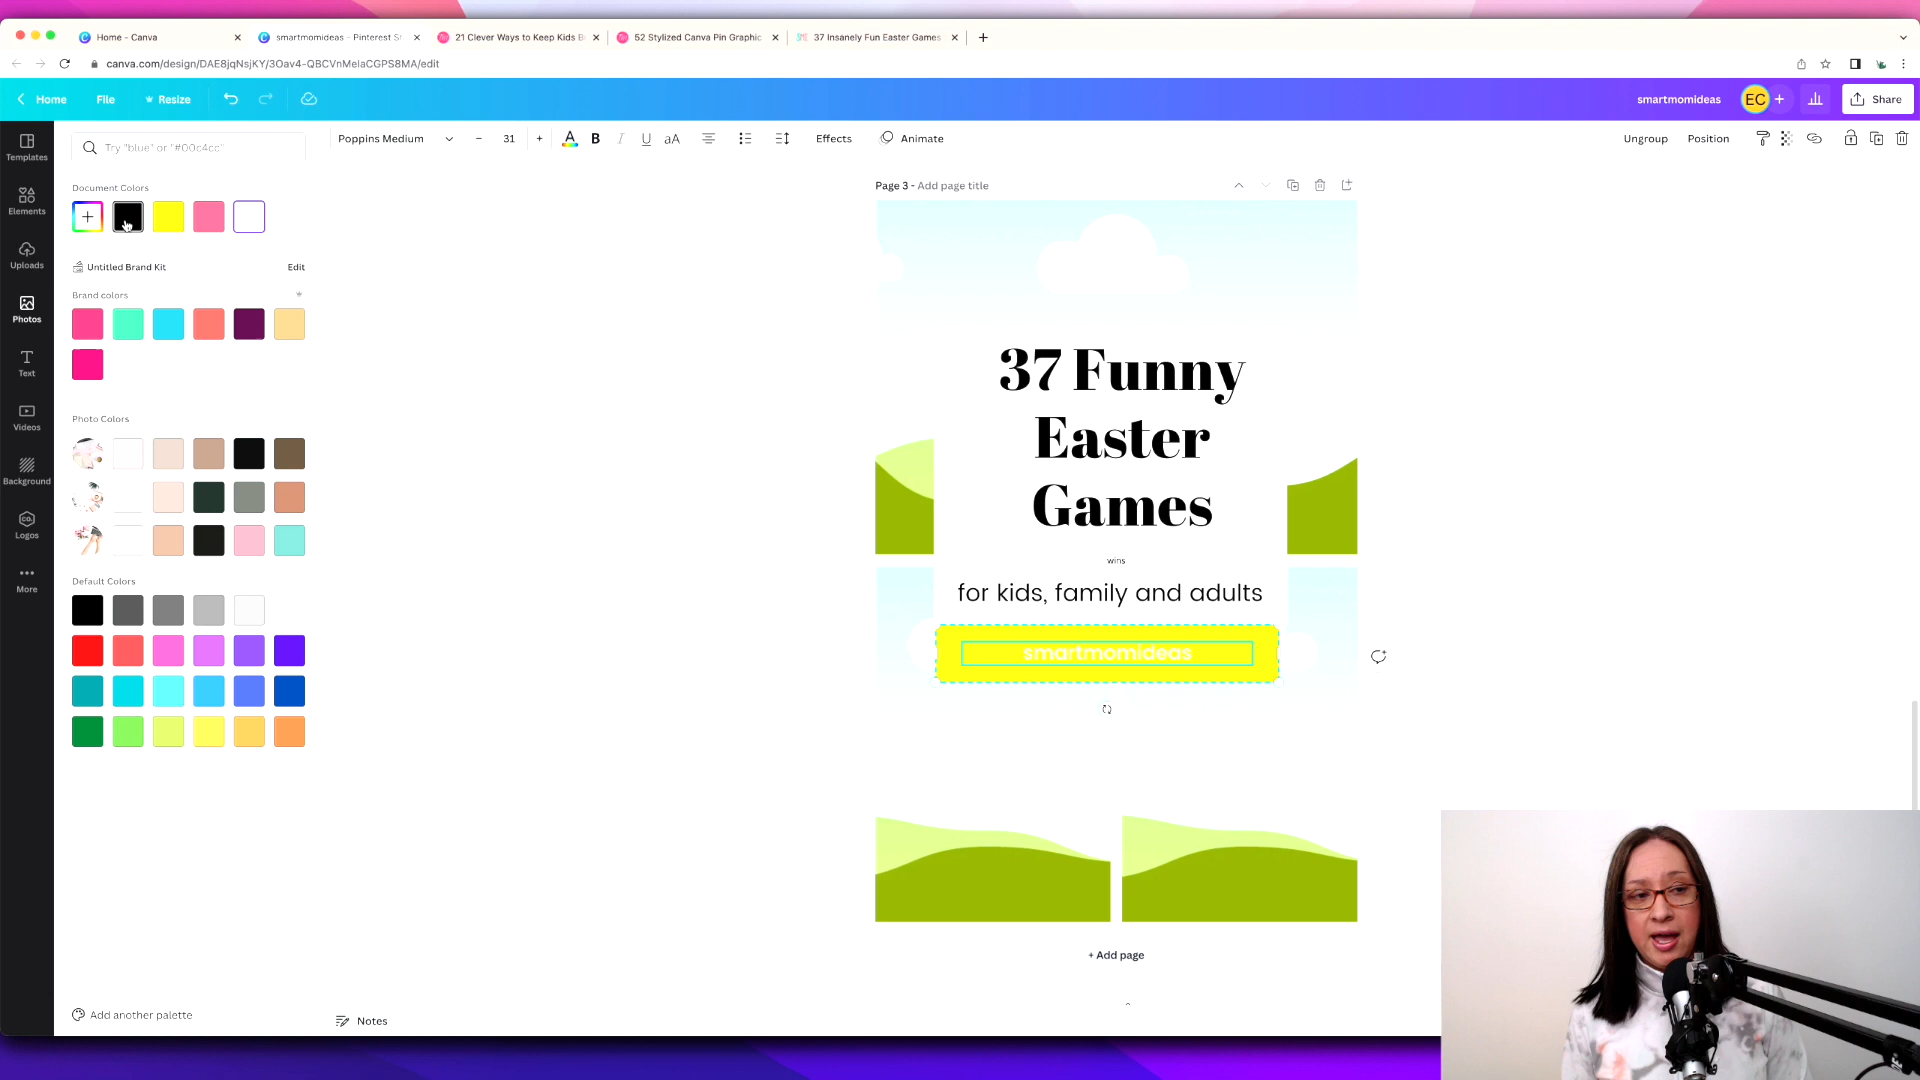 Home - Canva
smartmomideas - Pinterest S
21 Clever Ways to Keep Kids B
52 Stylized Canva Pin Graphic
37 Insanely Fun Easter Games
canva.com/design/DAE8jqNsjKY/3Oav4-QBCVnMelaCGPS8MA/edit
Home
File
Resize
smartmomideas
EC
Share
Templates
Elements
Uploads
Photos
Text
Videos
Background
Logos
More
Try "blue" or "#00c4cc"
Poppins Medium
31
A
B
I
U
aA
Effects
Animate
Ungroup
Position
Document Colors
Untitled Brand Kit
Edit
Brand colors
Photo Colors
Default Colors
Add another palette
Notes
Page 3 - Add page title
37 Funny
Easter
Games
wins
for kids, family and adults
smartmomideas
+ Add page